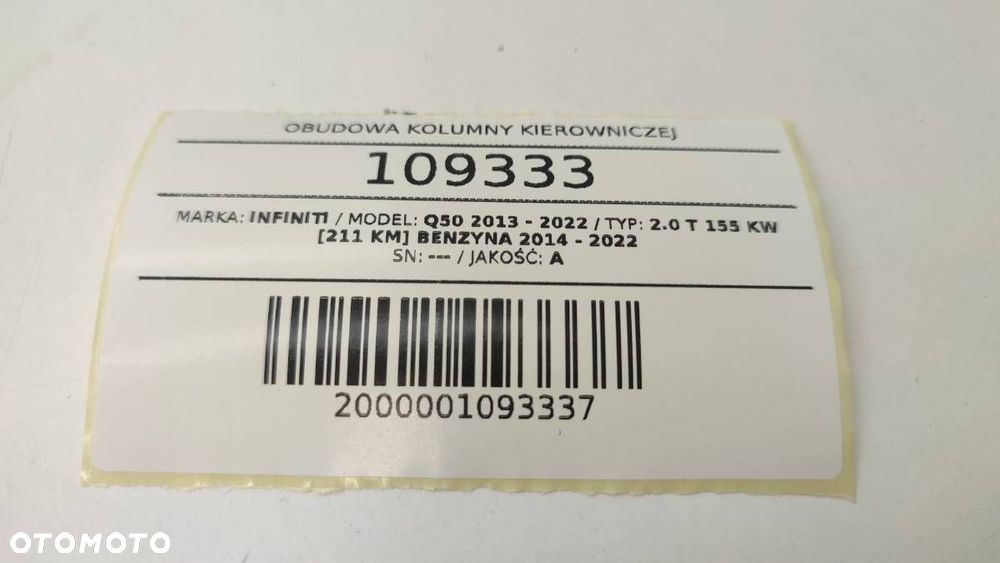 OBUDOWA KOLUMNY KIEROWNICZEJ
109333
MARKA: INFINITI / MODEL: Q50 2013 - 2022 / TYP: 2.0 T 155 KW
[211 KM] BENZYNA 2014 - 2022
SN: --- / JAKOŚĆ: A
2000001093337
OTOMOTO